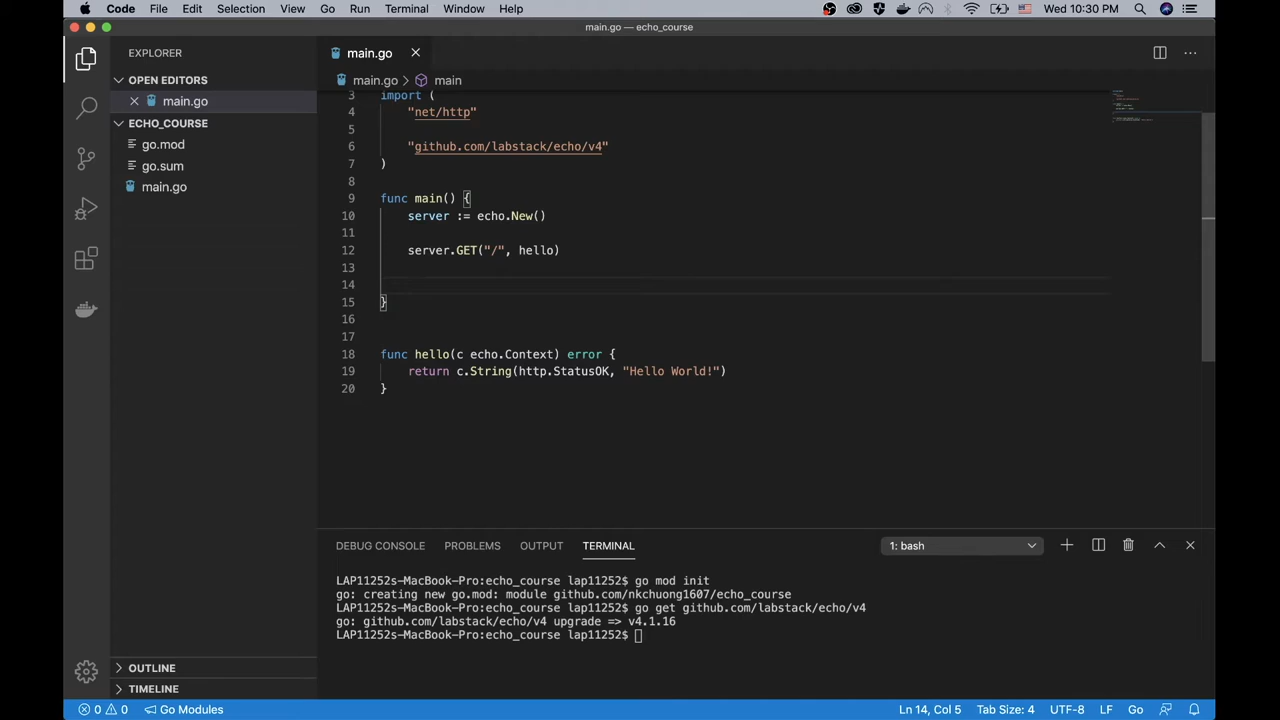 Code File Edit Selection View Go Run Terminal Window Help Wed 10:30 PM
main.go — echo_course
EXPLORER
OPEN EDITORS
main.go
ECHO_COURSE
go.mod
go.sum
main.go
OUTLINE
TIMELINE
main.go
main.go > main
3 import (
4 "net/http"
5
6 "github.com/labstack/echo/v4"
7 )
8
9 func main() {
10 server := echo.New()
11
12 server.GET("/", hello)
13
14
15 }
16
17
18 func hello(c echo.Context) error {
19 return c.String(http.StatusOK, "Hello World!")
20 }
DEBUG CONSOLE PROBLEMS OUTPUT TERMINAL 1: bash
LAP11252s-MacBook-Pro:echo_course lap11252$ go mod init
go: creating new go.mod: module github.com/nkchuong1607/echo_course
LAP11252s-MacBook-Pro:echo_course lap11252$ go get github.com/labstack/echo/v4
go: github.com/labstack/echo/v4 upgrade => v4.1.16
LAP11252s-MacBook-Pro:echo_course lap11252$
0 0 Go Modules Ln 14, Col 5 Tab Size: 4 UTF-8 LF Go